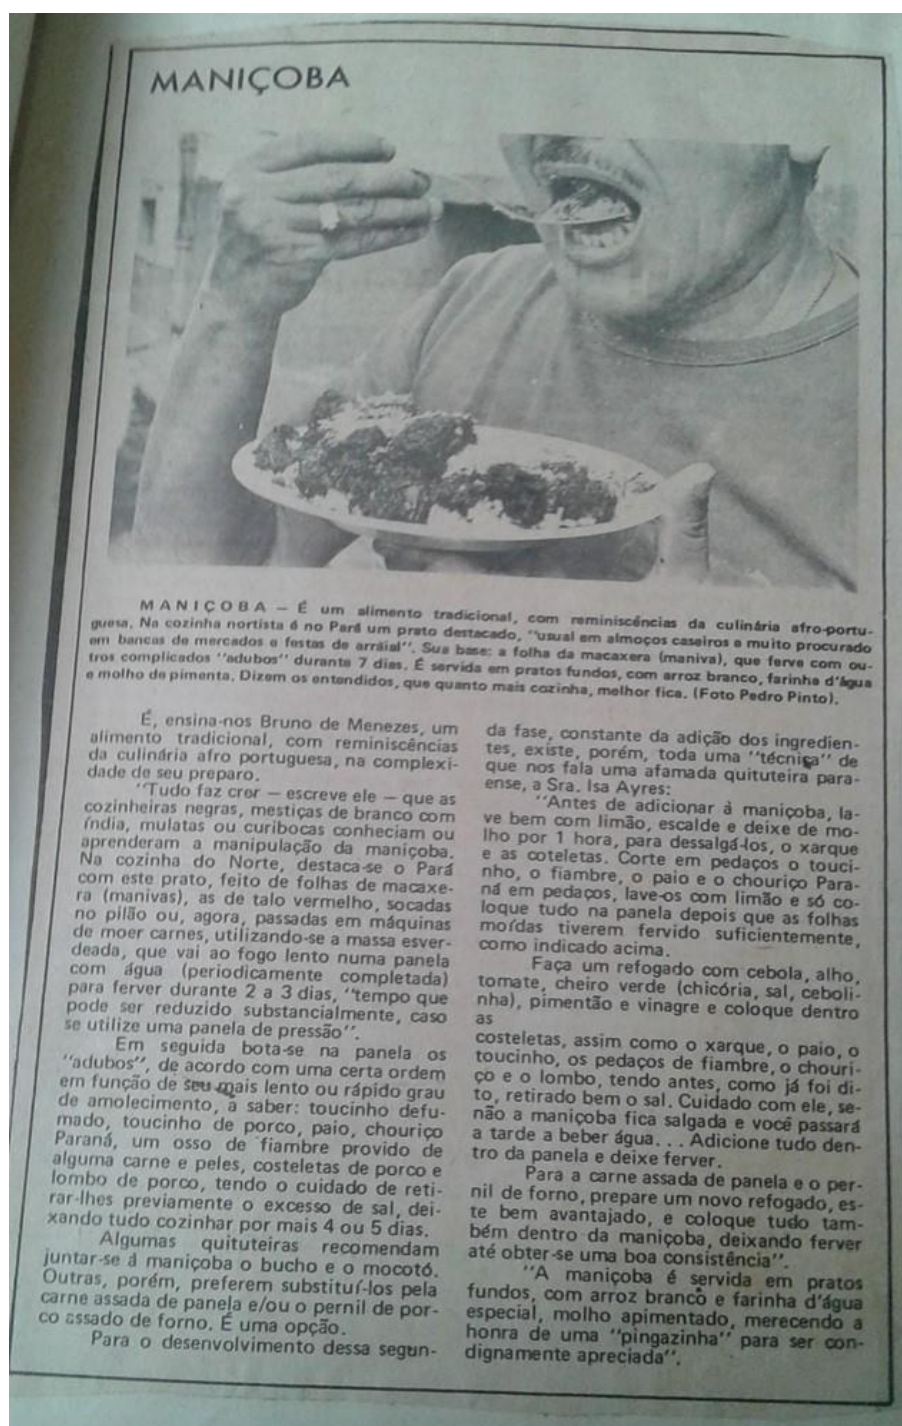 MANIÇOBA
MANIÇOBA — É um alimento tradicional, com reminiscências da culinária afro-portu-
guesa. Na cozinha nortista é no Pará um prato destacado, "usual em almoços caseiros e muito procurado
em bancas de mercados e festas de arráial". Sua base: a folha da macaxera (maniva), que ferve com ou-
tros complicados "adubos" durante 7 dias. É servida em pratos fundos, com arroz branco, farinha d'água
e molho de pimenta. Dizem os entendidos, que quanto mais cozinha, melhor fica. (Foto Pedro Pinto).
É, ensina-nos Bruno de Menezes, um
alimento tradicional, com reminiscências
da culinária afro portuguesa, na complexi-
dade de seu preparo.
"Tudo faz crer — escreve ele — que as
cozinheiras negras, mestiças de branco com
índia, mulatas ou curibocas conheciam ou
aprenderam a manipulação da maniçoba.
Na cozinha do Norte, destaca-se o Pará
com este prato, feito de folhas de macaxe-
ra (manivas), as de talo vermelho, socadas
no pilão ou, agora, passadas em máquinas
de moer carnes, utilizando-se a massa esver-
deada, que vai ao fogo lento numa panela
com água (periodicamente completada)
para ferver durante 2 a 3 dias, "tempo que
pode ser reduzido substancialmente, caso
se utilize uma panela de pressão".
Em seguida bota-se na panela os
"adubos", de acordo com uma certa ordem
em função de seu mais lento ou rápido grau
de amolecimento, a saber: toucinho defu-
mado, toucinho de porco, paio, chouriço
Paraná, um osso de fiambre provido de
alguma carne e peles, costeletas de porco e
lombo de porco, tendo o cuidado de reti-
rar-lhes previamente o excesso de sal, dei-
xando tudo cozinhar por mais 4 ou 5 dias.
Algumas quituteiras recomendam
juntar-se á maniçoba o bucho e o mocotó.
Outras, porém, preferem substituí-los pela
carne assada de panela e/ou o pernil de por-
co assado de forno. É uma opção.
Para o desenvolvimento dessa segun-
da fase, constante da adição dos ingredien-
tes, existe, porém, toda uma "técnica" de
que nos fala uma afamada quituteira para-
ense, a Sra. Isa Ayres:
"Antes de adicionar à maniçoba, la-
ve bem com limão, escalde e deixe de mo-
lho por 1 hora, para dessalgá-los, o xarque
e as coteletas. Corte em pedaços o touci-
nho, o fiambre, o paio e o chouriço Para-
ná em pedaços, lave-os com limão e só co-
loque tudo na panela depois que as folhas
moídas tiverem fervido suficientemente,
como indicado acima.
Faça um refogado com cebola, alho,
tomate, cheiro verde (chicória, sal, ceboli-
nha), pimentão e vinagre e coloque dentro
as
costeletas, assim como o xarque, o paio, o
toucinho, os pedaços de fiambre, o chouri-
ço e o lombo, tendo antes, como já foi di-
to, retirado bem o sal. Cuidado com ele, se-
não a maniçoba fica salgada e você passará
a tarde a beber água... Adicione tudo den-
tro da panela e deixe ferver.
Para a carne assada de panela e o per-
nil de forno, prepare um novo refogado, es-
te bem avantajado, e coloque tudo tam-
bém dentro da maniçoba, deixando ferver
até obter-se uma boa consistência".
"A maniçoba é servida em pratos
fundos, com arroz branco e farinha d'água
especial, molho apimentado, merecendo a
honra de uma "pingazinha" para ser con-
dignamente apreciada".